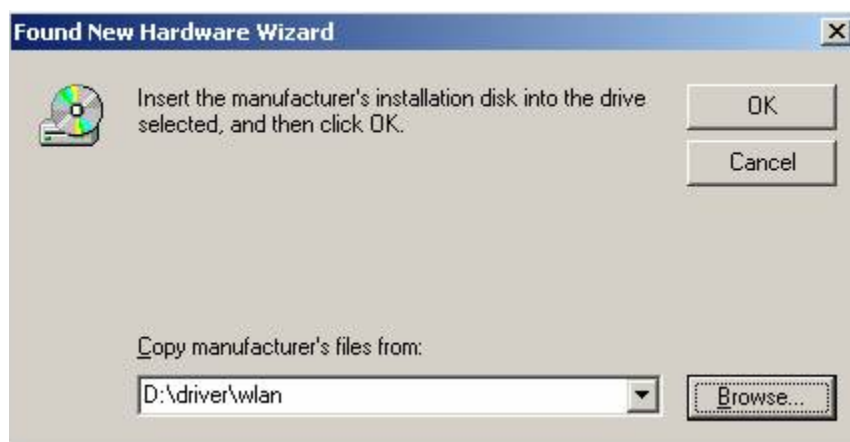 Found New Hardware Wizard
Insert the manufacturer's installation disk into the drive
selected, and then click OK.
OK
Cancel
Copy manufacturer's files from:
D:\driver\wlan
Browse...